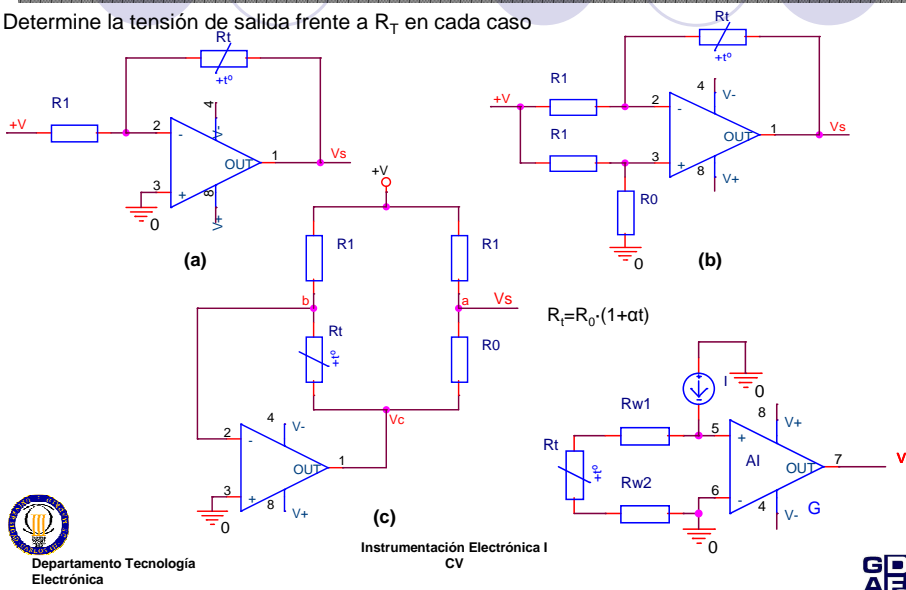 Determine la tensión de salida frente a R_T en cada caso
Rt
+tº
R1
+V
2
-
4
V-
OUT
1
Vs
3
+
8
V+
0
(a)
Rt
+tº
R1
+V
2
-
4
V-
OUT
1
Vs
R1
3
+
8
V+
R0
0
(b)
+V
R1
R1
b
a
Vs
Rt
+tº
R0
Vc
2
-
4
V-
OUT
1
3
+
8
V+
0
(c)
R_t=R_0·(1+αt)
I
0
Rw1
5
+
8
V+
Rt
+tº
AI
OUT
7
V
Rw2
6
-
4
V-
G
0
Departamento Tecnología
Electrónica
Instrumentación Electrónica I
CV